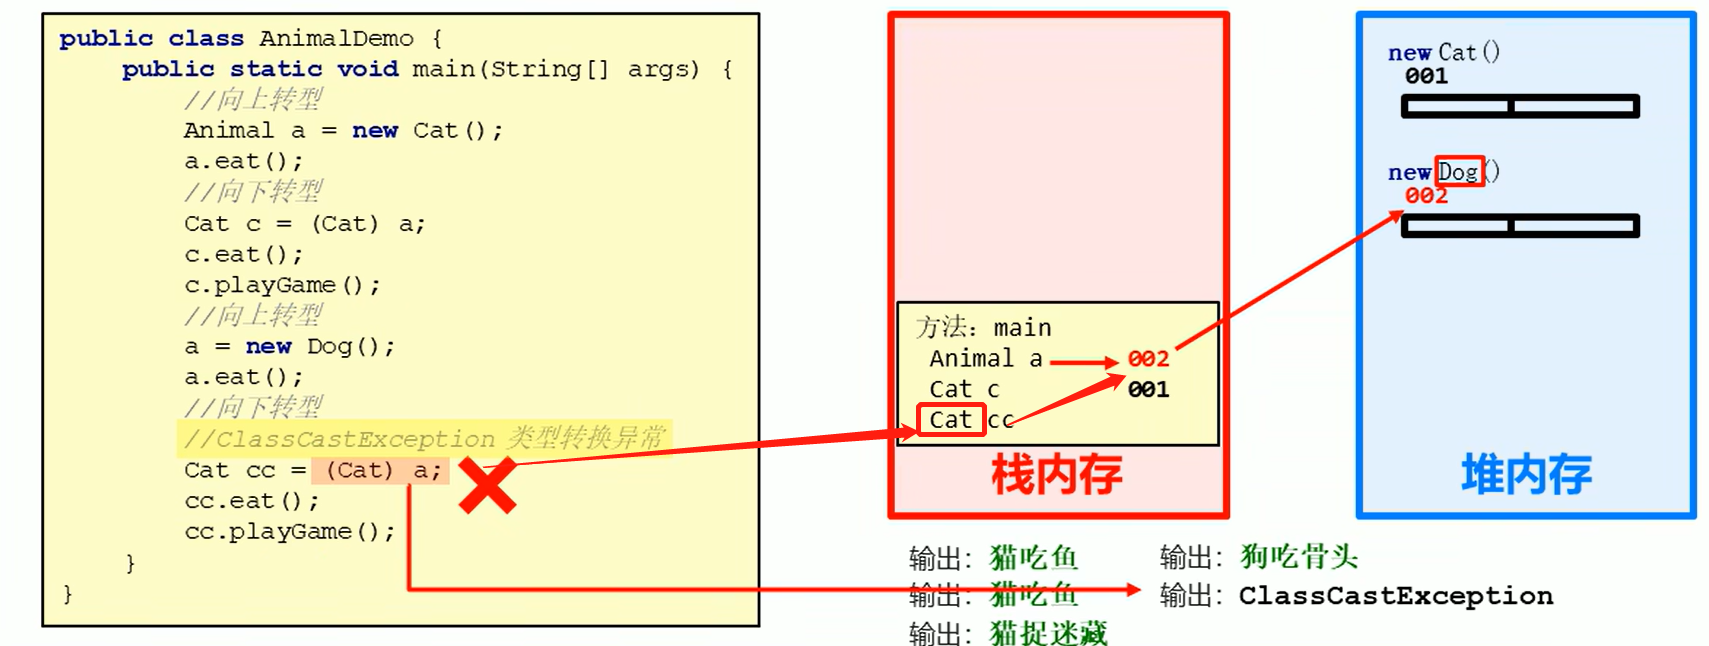 public class AnimalDemo {
public static void main(String[] args) {
//向上转型
Animal a = new Cat();
a.eat();
//向下转型
Cat c = (Cat) a;
c.eat();
c.playGame();
//向上转型
a = new Dog();
a.eat();
//向下转型
//ClassCastException 类型转换异常
Cat cc = (Cat) a;
cc.eat();
cc.playGame();
}
}
方法: main
Animal a 002
Cat c 001
Cat cc
栈内存
new Cat()
001
new Dog()
002
堆内存
输出: 猫吃鱼
输出: 猫吃鱼
输出: 猫捉迷藏
输出: 狗吃骨头
输出: ClassCastException